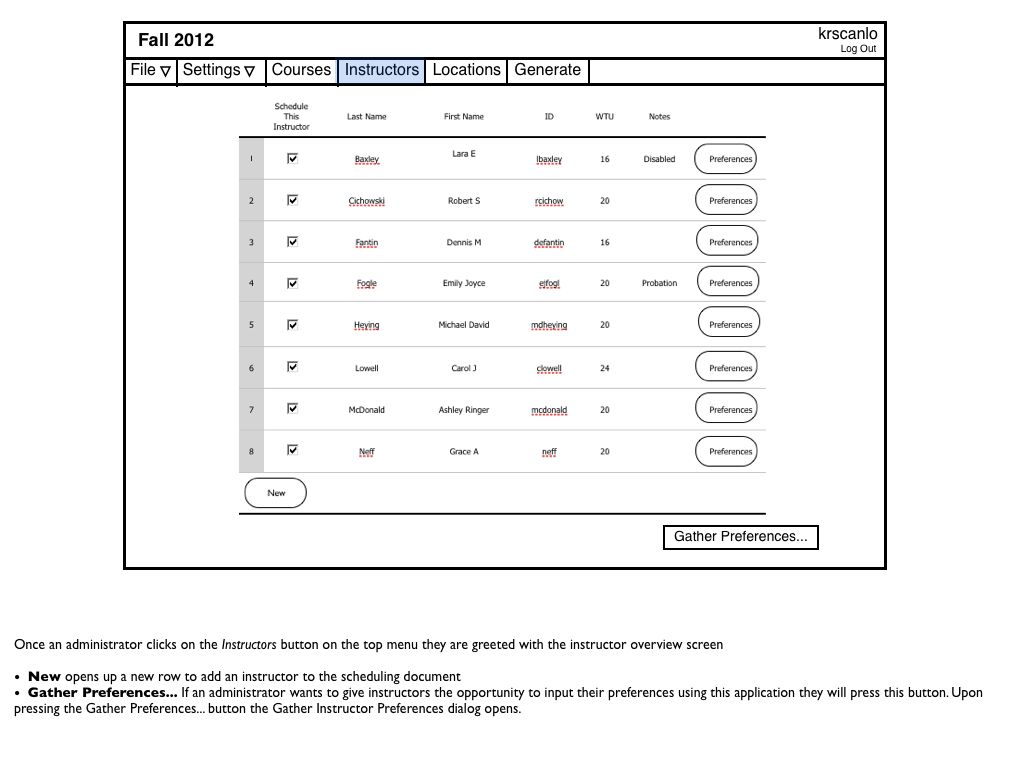 Fall 2012
krscanlo
Log Out
File ▽ Settings ▽ Courses Instructors Locations Generate
Schedule This Instructor Last Name First Name ID WTU Notes
1 Baxley Lara E lbaxley 16 Disabled Preferences
2 Cichowski Robert S rcichow 20 Preferences
3 Fantin Dennis M defantin 16 Preferences
4 Fogle Emily Joyce ejfogl 20 Probation Preferences
5 Heying Michael David mdheying 20 Preferences
6 Lowell Carol J clowell 24 Preferences
7 McDonald Ashley Ringer mcdonald 20 Preferences
8 Neff Grace A neff 20 Preferences
New
Gather Preferences...
Once an administrator clicks on the Instructors button on the top menu they are greeted with the instructor overview screen
• New opens up a new row to add an instructor to the scheduling document
• Gather Preferences... If an administrator wants to give instructors the opportunity to input their preferences using this application they will press this button. Upon
pressing the Gather Preferences... button the Gather Instructor Preferences dialog opens.